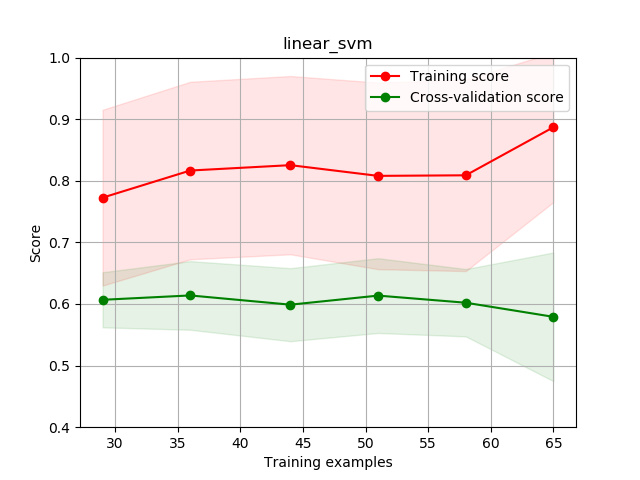 linear_svm
1.0
0.9
0.8
0.7
0.6
0.5
0.4
Score
Training score
Cross-validation score
30 35 40 45 50 55 60 65
Training examples